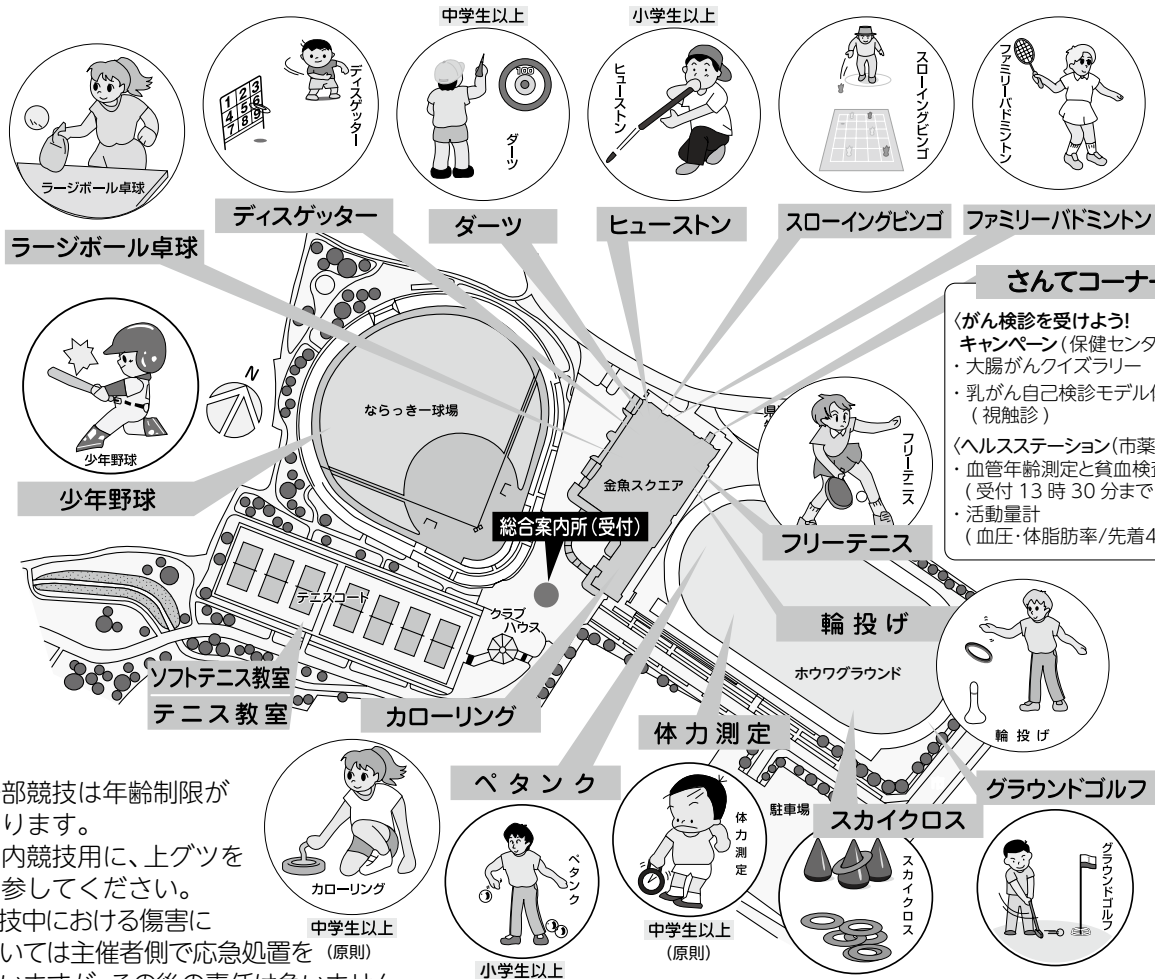 中学生以上
小学生以上
ラージボール卓球
123
456
789
ディスゲッター
100
ダーツ
ヒューストン
スローイングビンゴ
ファミリーバドミントン
ラージボール卓球
ディスゲッター
ダーツ
ヒューストン
スローイングビンゴ
ファミリーバドミントン
さんてコーナー
〈がん検診を受けよう!
キャンペーン(保健センタ
・大腸がんクイズラリー
・乳がん自己検診モデル
(視触診)
〈ヘルスステーション(市薬
・血管年齢測定と貧血検
(受付13時30分まで
・活動量計
(血圧・体脂肪率/先着4
少年野球
少年野球
N
ならっきー球場
金魚スクエア
県
フリーテニス
フリーテニス
総合案内所(受付)
テニスコート
クラブ
ハウス
ソフトテニス教室
テニス教室
カローリング
輪投げ
ホウワグラウンド
輪投げ
体力測定
ペタンク
駐車場
スカイクロス
グラウンドゴルフ
カローリング
中学生以上
(原則)
ペタンク
小学生以上
体力測定
中学生以上
(原則)
スカイクロス
グラウンドゴルフ
部競技は年齢制限が
ります。
内競技用に、上グツを
参してください。
技中における傷害に
いては主催者側で応急処置を
いますが、その後の責任は負いません